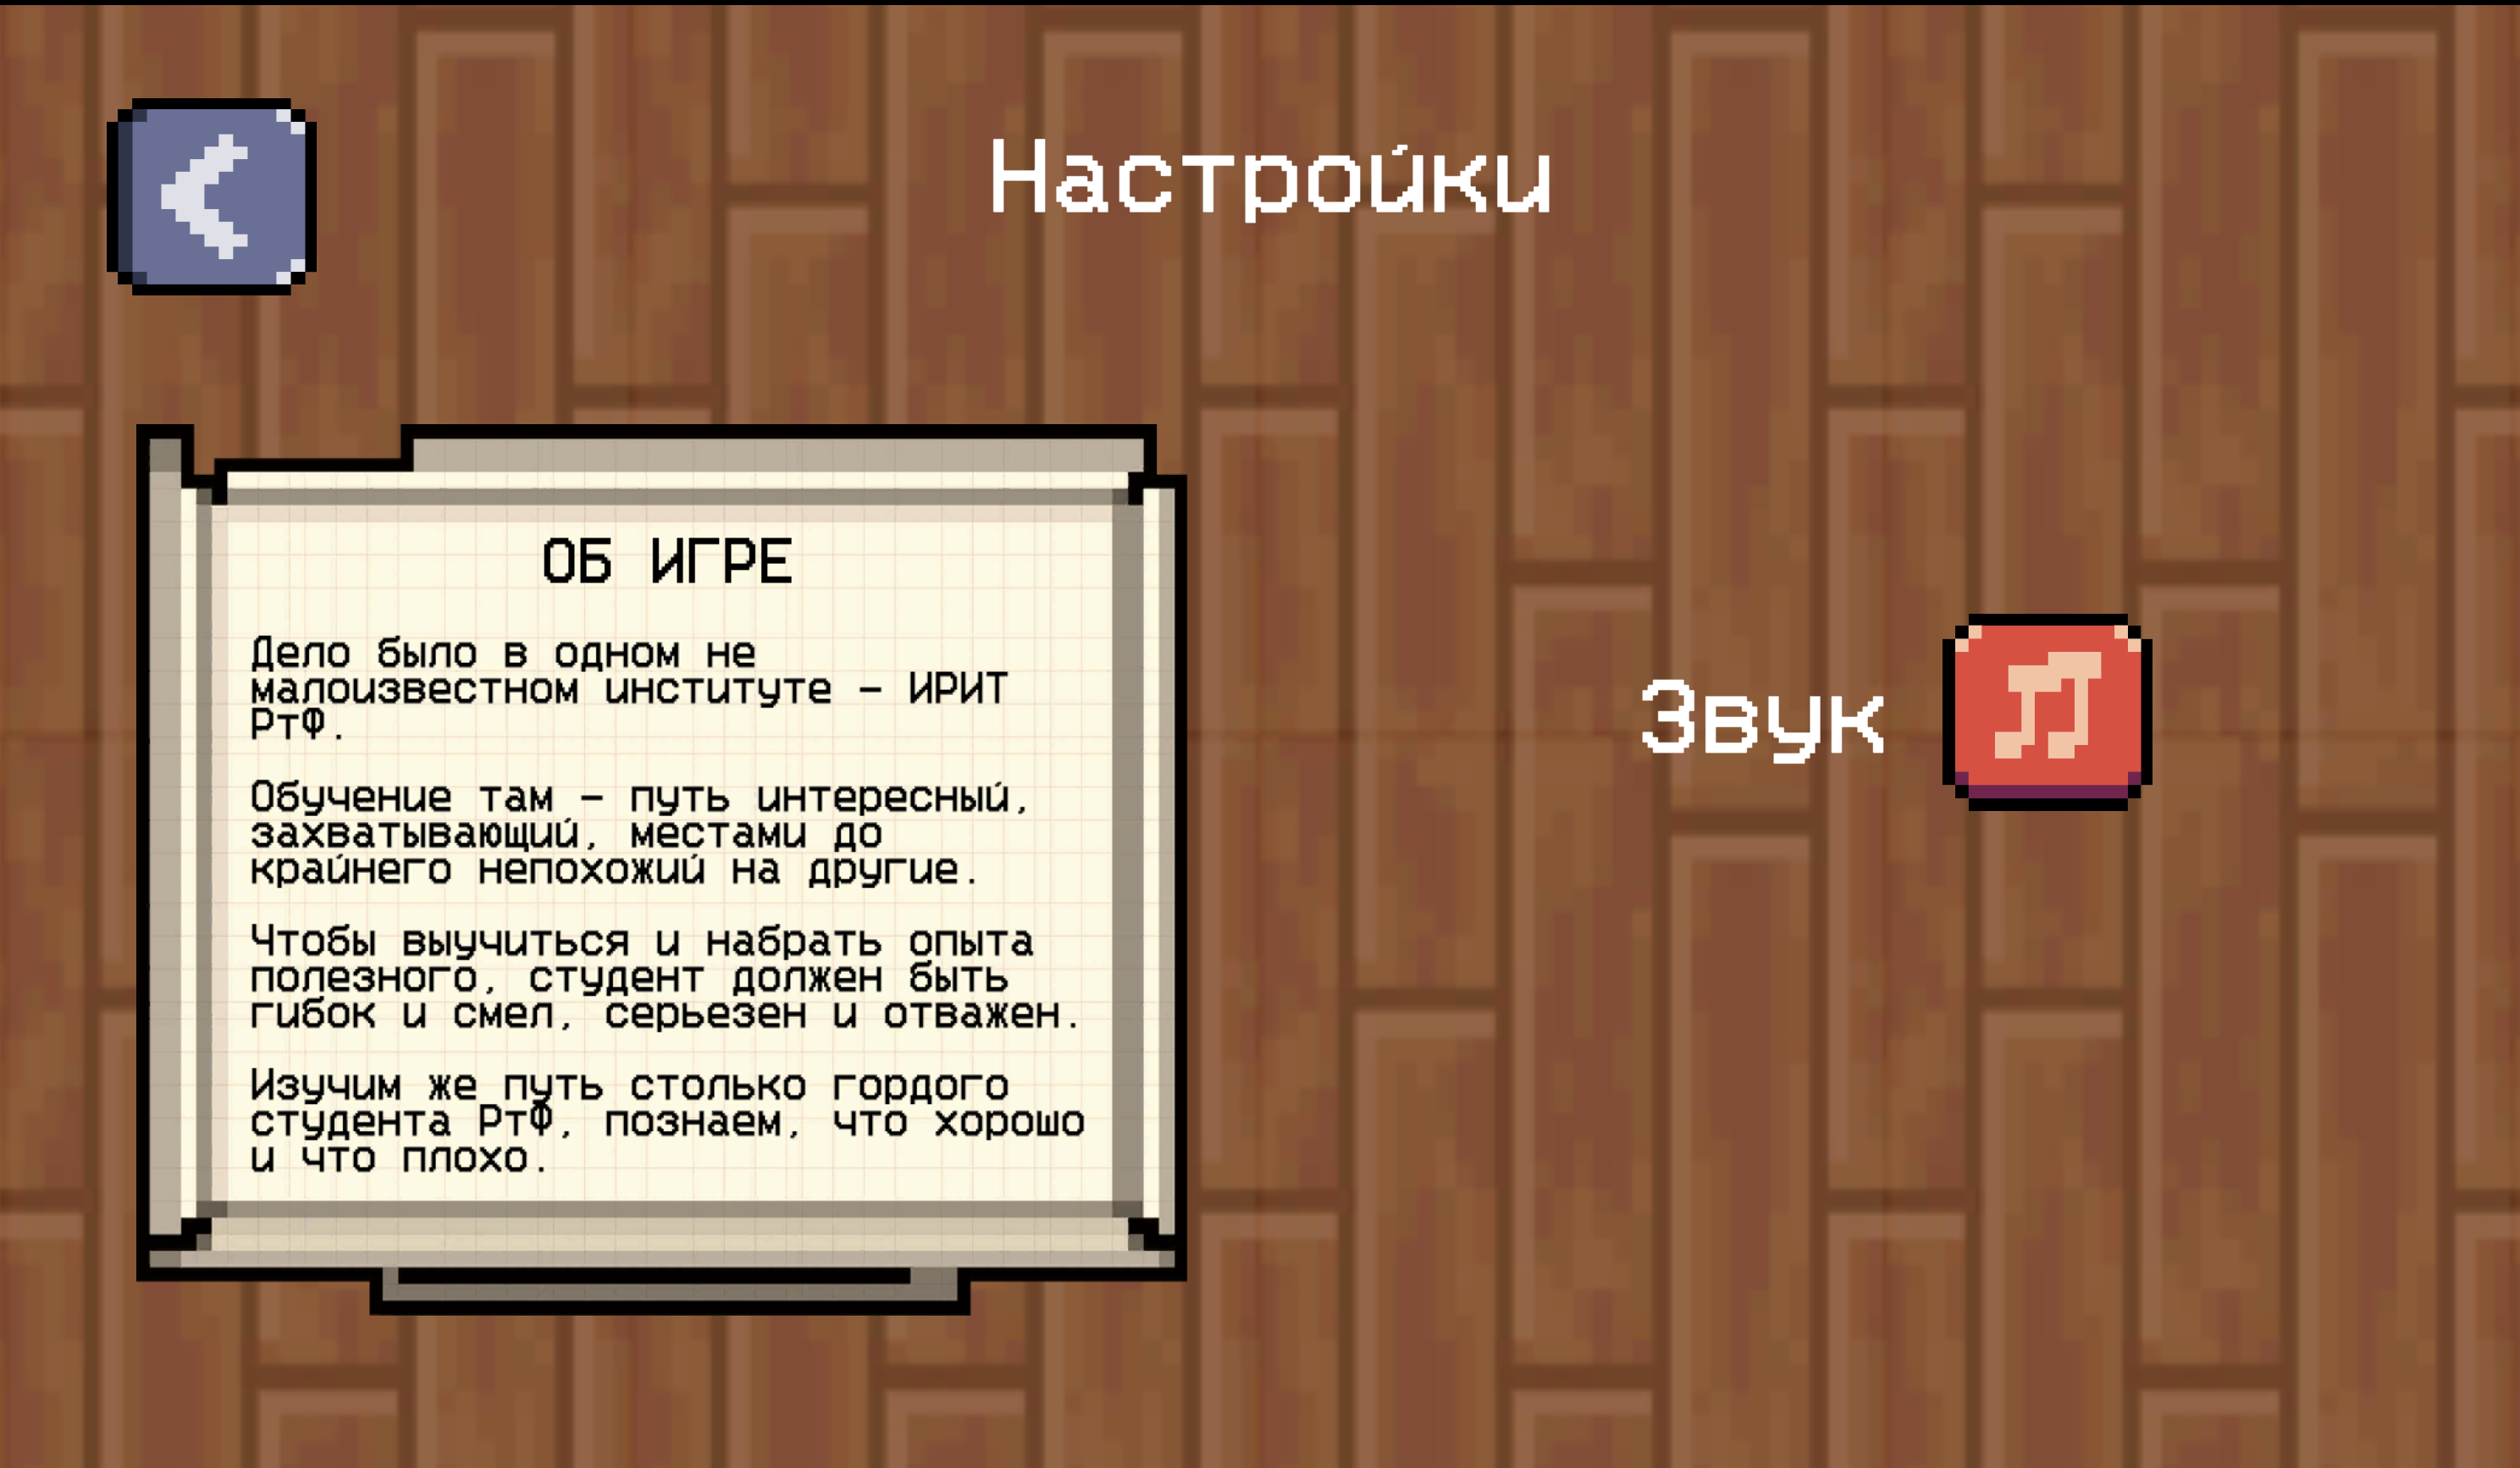 Настройки
ОБ ИГРЕ
Дело было в одном не
малоизвестном институте – ИРИТ
РтФ.
Обучение там – путь интересный,
захватывающий, местами до
крайнего непохожий на другие.
Чтобы выучиться и набрать опыта
полезного, студент должен быть
гибок и смел, серьезен и отважен.
Изучим же путь столько гордого
студента РтФ, познаем, что хорошо
и что плохо.
Звук